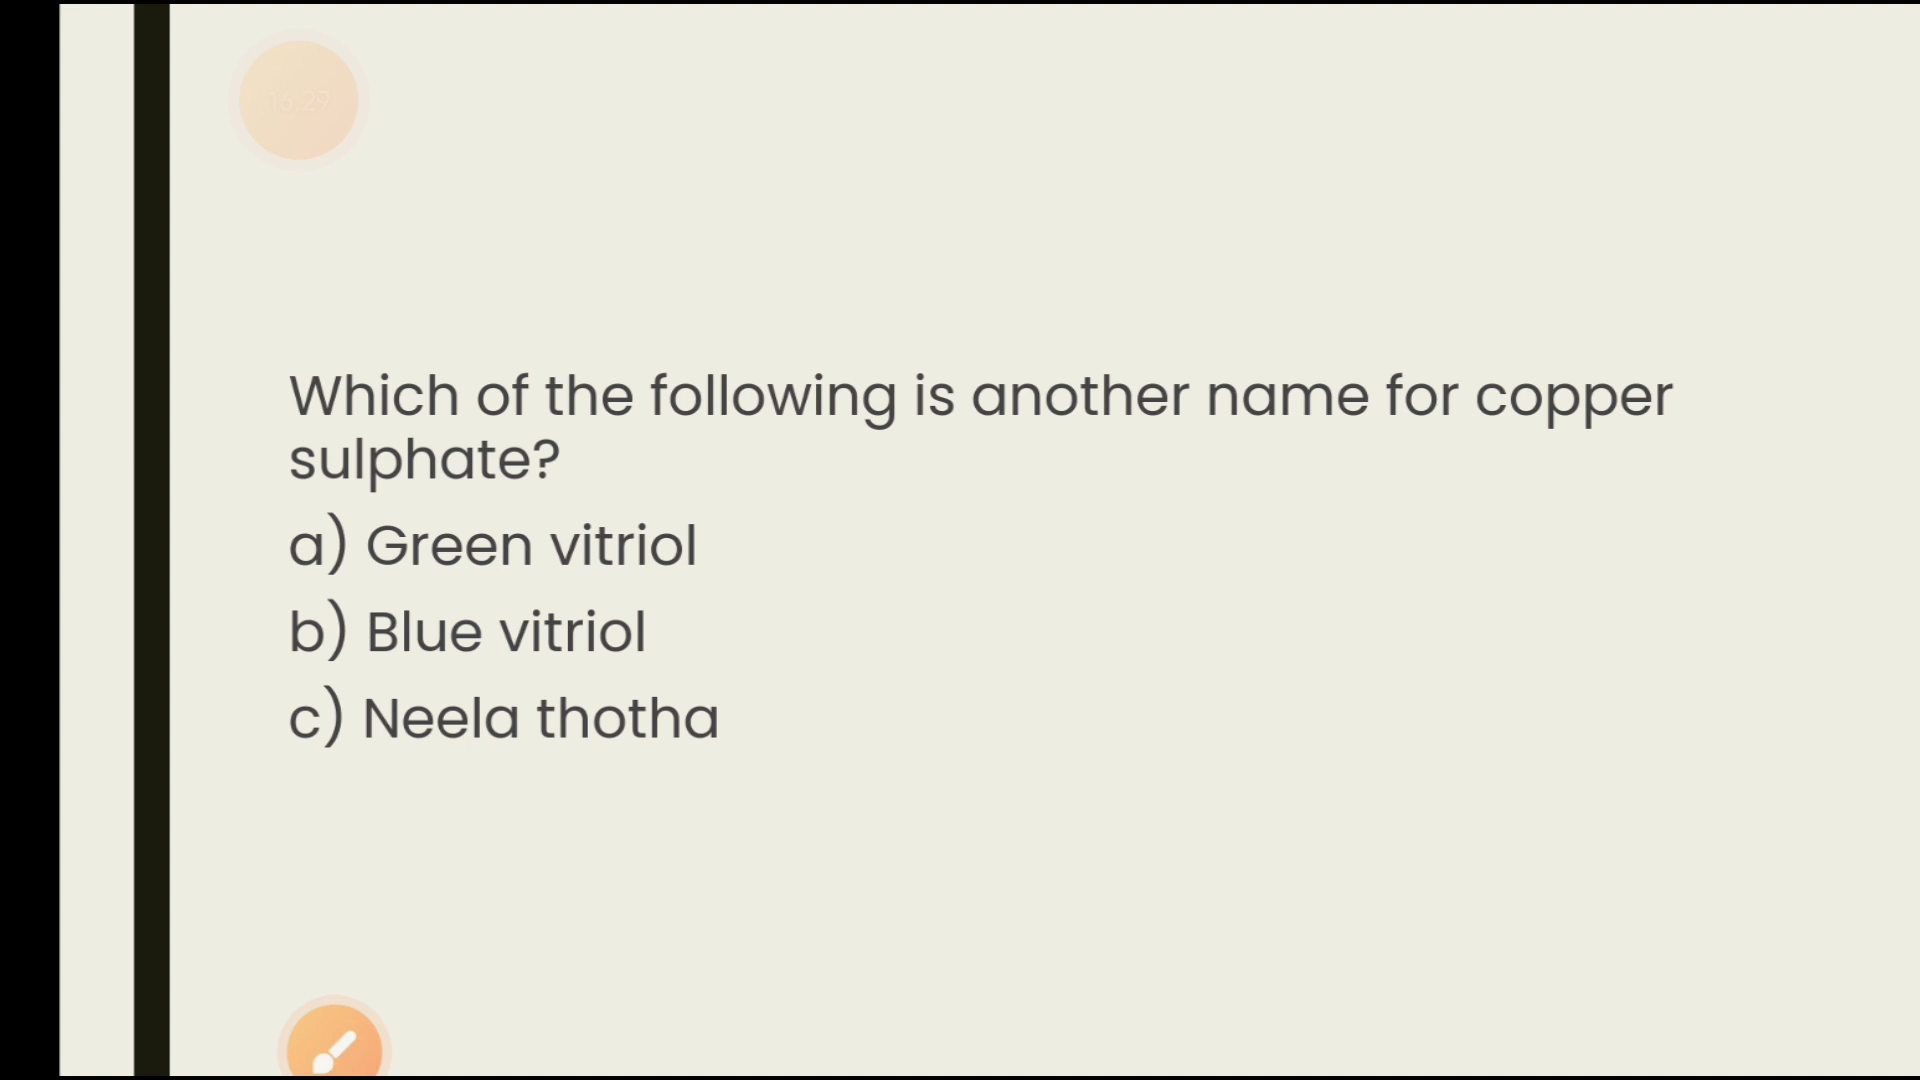 Which of the following is another name for copper
sulphate?
a) Green vitriol
b) Blue vitriol
c) Neela thotha